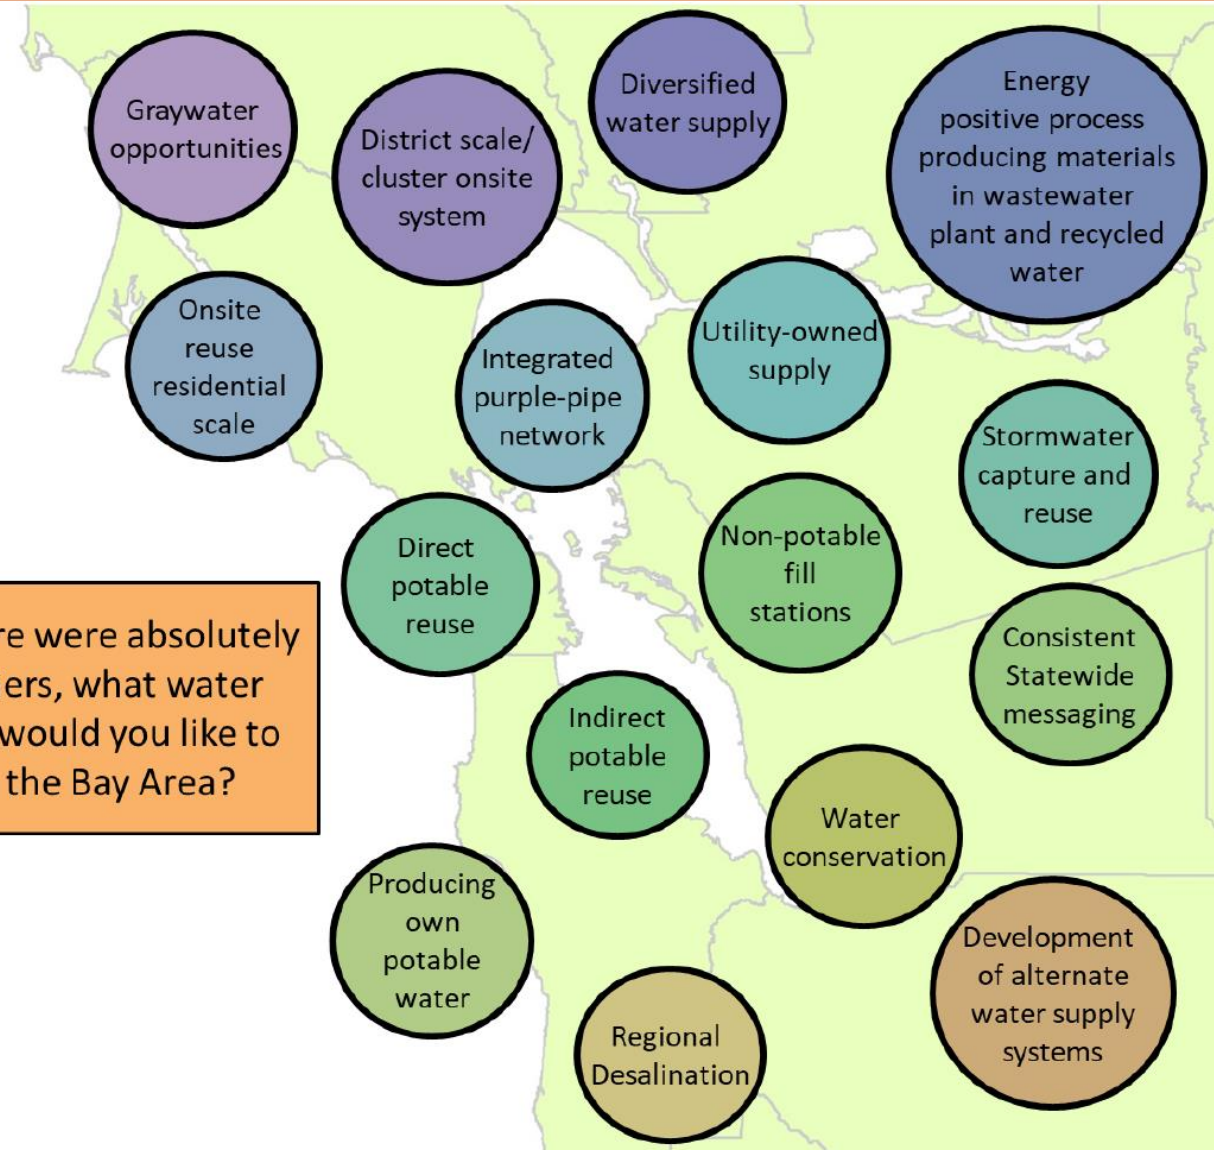 Graywater
opportunities
District scale/
cluster onsite
system
Diversified
water supply
Energy
positive process
producing materials
in wastewater
plant and recycled
water
Onsite
reuse
residential
scale
Integrated
purple-pipe
network
Utility-owned
supply
Stormwater
capture and
reuse
Direct
potable
reuse
Non-potable
fill
stations
Consistent
Statewide
messaging
were absolutely
what water
would you like to
the Bay Area?
Indirect
potable
reuse
Water
conservation
Producing
own
potable
water
Development
of alternate
water supply
systems
Regional
Desalination